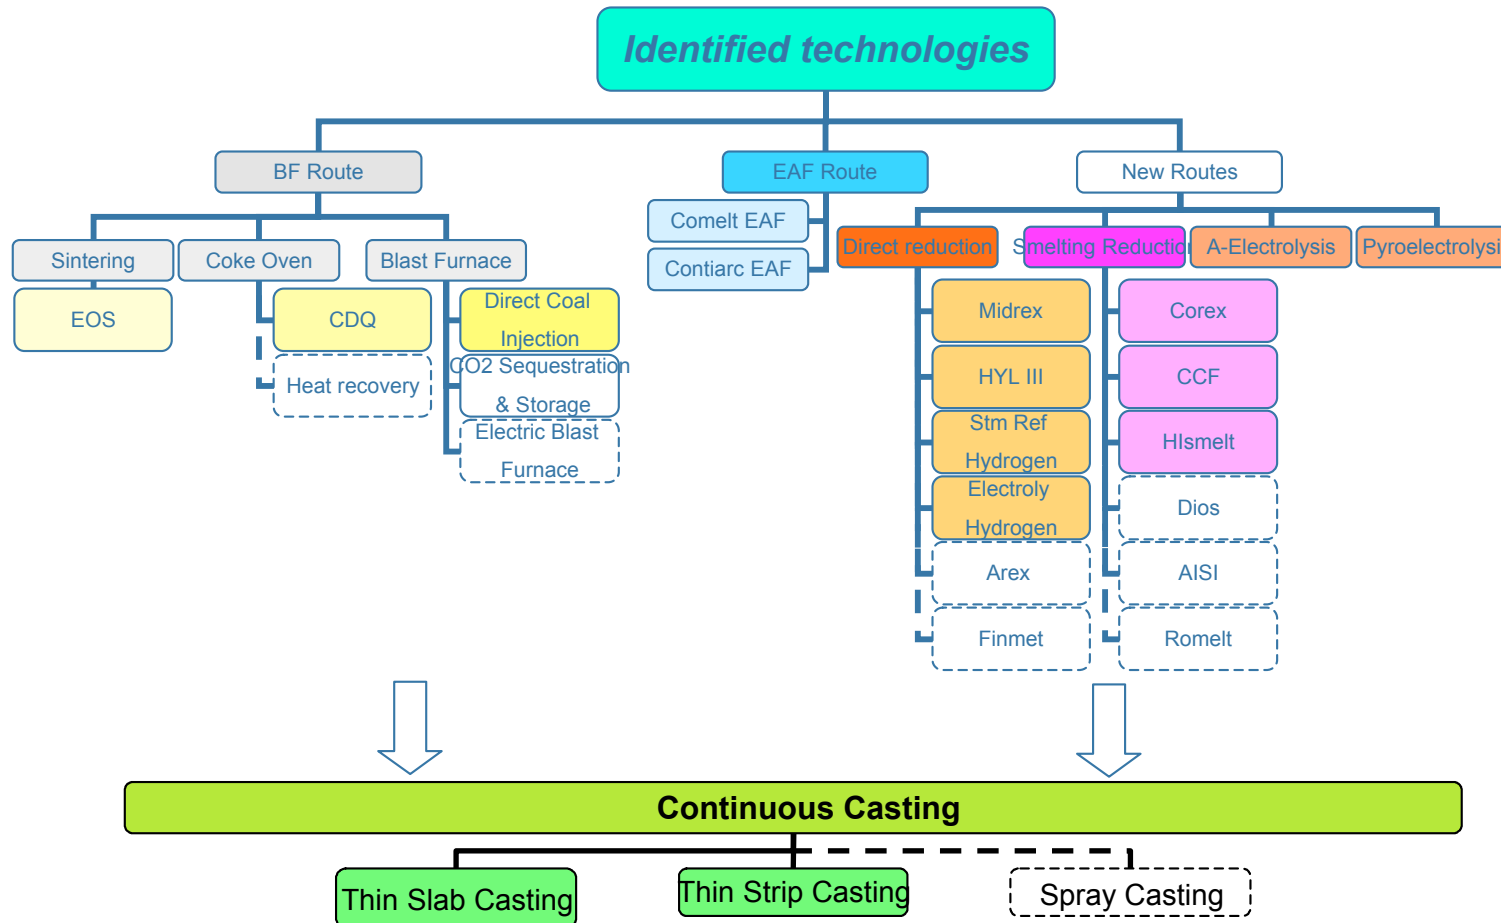 Identified technologies
BF Route
EAF Route
New Routes
Sintering
Coke Oven
Blast Furnace
EOS
CDQ
Heat recovery
Direct Coal
Injection
CO2 Sequestration
& Storage
Electric Blast
Furnace
Comelt EAF
Contiarc EAF
Direct reduction
Smelting Reduction
A-Electrolysis
Pyroelectrolysis
Midrex
HYL III
Stm Ref
Hydrogen
Electroly
Hydrogen
Arex
Finmet
Corex
CCF
HIsmelt
Dios
AISI
Romelt
Continuous Casting
Thin Slab Casting
Thin Strip Casting
Spray Casting